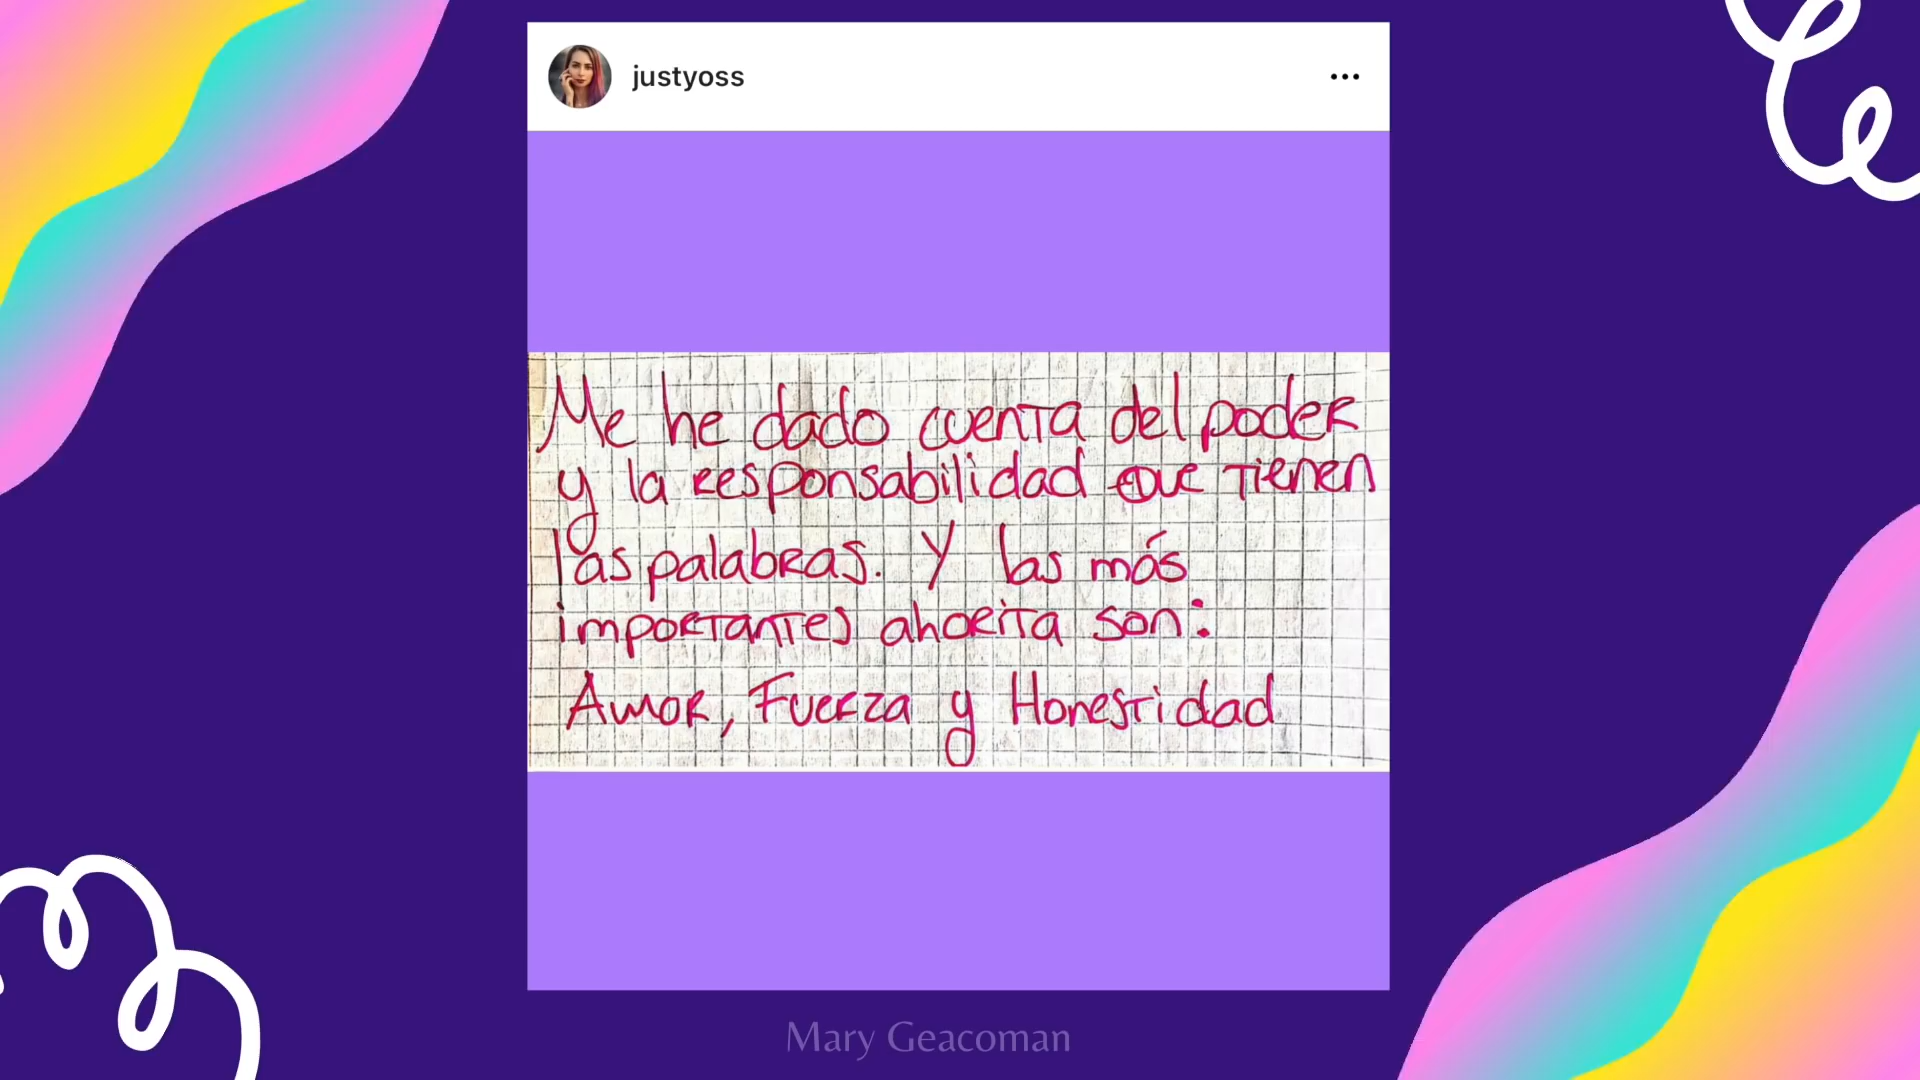 justyoss
Me he dado cuenta del poder
y la responsabilidad que tienen
las palabras. Y las más
importantes ahorita son:
Amor, Fuerza y Honestidad
Mary Geacoman